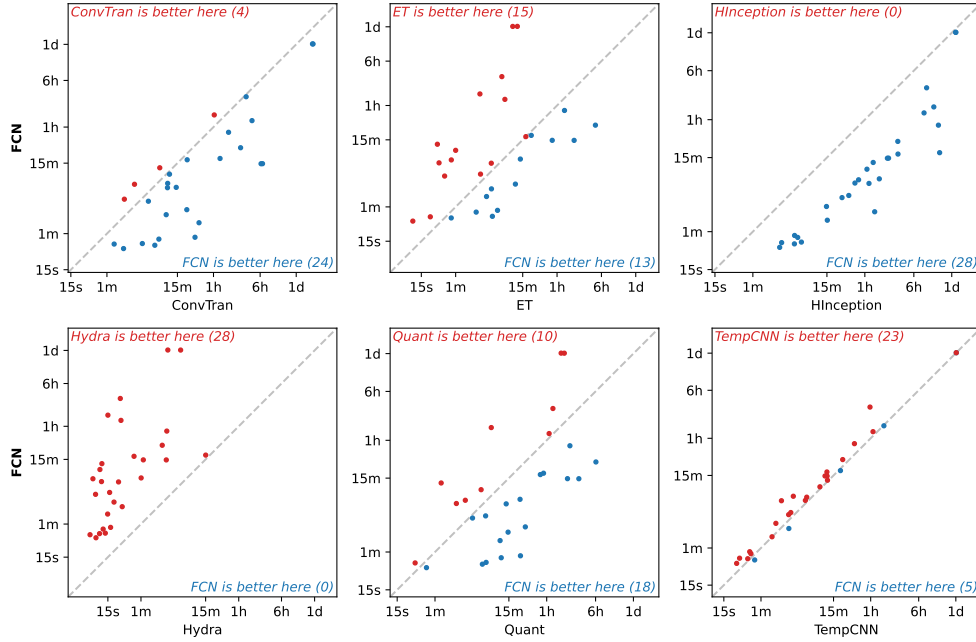 ConvTran is better here (4)
1d
6h
1h
15m
1m
15s
FCN
FCN is better here (24)
15s 1m 15m 1h 6h 1d
ConvTran
ET is better here (15)
1d
1h
15m
1m
15s
FCN is better here (13)
15s 1m 15m 1h 6h 1d
ET
HInception is better here (0)
1d
6h
1h
15m
1m
15s
FCN is better here (28)
15s 1m 15m 1h 6h 1d
HInception
Hydra is better here (28)
1d
6h
1h
15m
1m
15s
FCN
FCN is better here (0)
15s 1m 15m 1h 6h 1d
Hydra
Quant is better here (10)
1d
6h
1h
15m
1m
15s
FCN is better here (18)
15s 1m 15m 1h 6h 1d
Quant
TempCNN is better here (23)
1d
6h
1h
15m
1m
15s
FCN is better here (5)
15s 1m 15m 1h 6h 1d
TempCNN